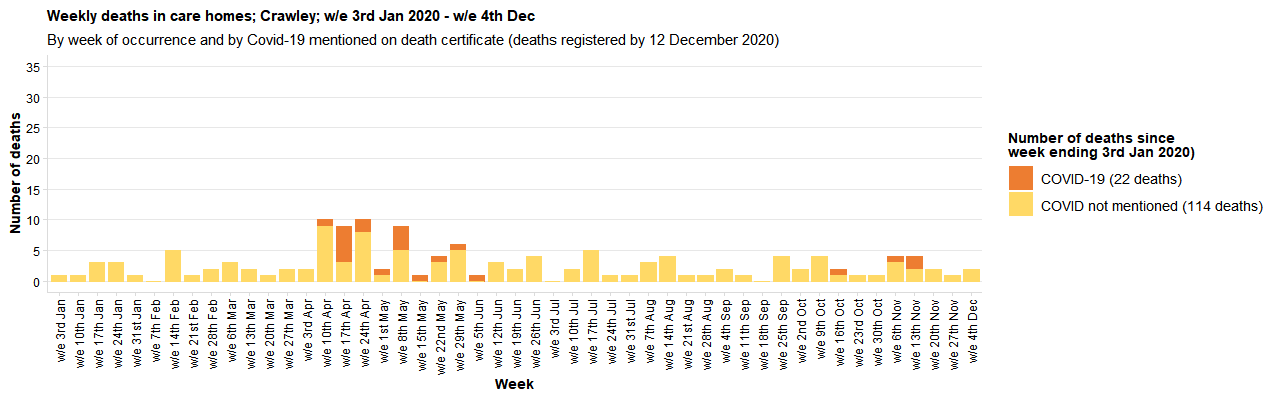 Weekly deaths in care homes; Crawley; w/e 3rd Jan 2020 - w/e 4th Dec
By week of occurrence and by Covid-19 mentioned on death certificate (deaths registered by 12 December 2020)
Number of deaths
35
30
25
20
15
10
5
0
w/e 3rd Jan
w/e 10th Jan
w/e 17th Jan
w/e 24th Jan
w/e 31st Jan
w/e 7th Feb
w/e 14th Feb
w/e 21st Feb
w/e 28th Feb
w/e 6th Mar
w/e 13th Mar
w/e 20th Mar
w/e 27th Mar
w/e 3rd Apr
w/e 10th Apr
w/e 17th Apr
w/e 24th Apr
w/e 1st May
w/e 8th May
w/e 15th May
w/e 22nd May
w/e 29th May
w/e 5th Jun
w/e 12th Jun
w/e 19th Jun
w/e 26th Jun
w/e 3rd Jul
w/e 10th Jul
w/e 17th Jul
w/e 24th Jul
w/e 31st Jul
w/e 7th Aug
w/e 14th Aug
w/e 21st Aug
w/e 28th Aug
w/e 4th Sep
w/e 11th Sep
w/e 18th Sep
w/e 25th Sep
w/e 2nd Oct
w/e 9th Oct
w/e 16th Oct
w/e 23rd Oct
w/e 30th Oct
w/e 6th Nov
w/e 13th Nov
w/e 20th Nov
w/e 27th Nov
w/e 4th Dec
Week
Number of deaths since
week ending 3rd Jan 2020)
COVID-19 (22 deaths)
COVID not mentioned (114 deaths)